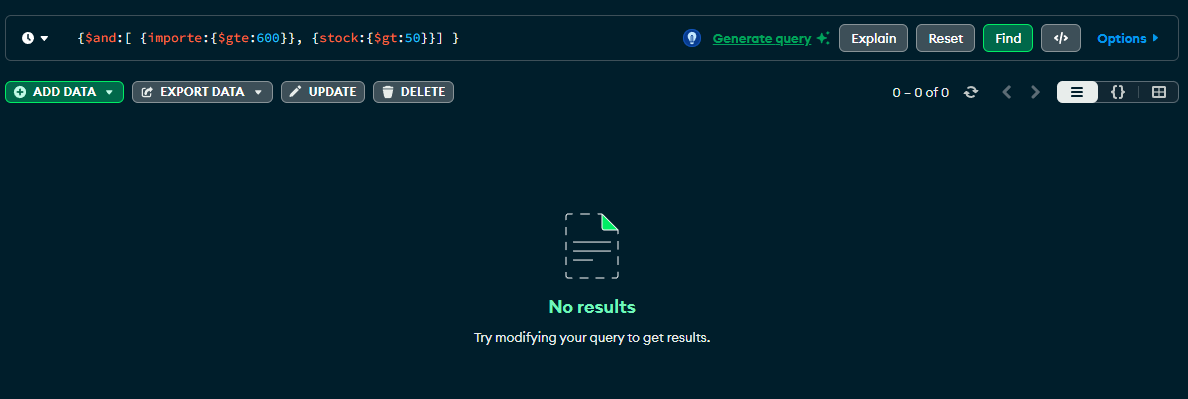 {$and:[ {importe:{$gte:600}}, {stock:{$gt:50}}] } Generate query Explain Reset Find </> Options
ADD DATA EXPORT DATA UPDATE DELETE 0 – 0 of 0 {}
No results
Try modifying your query to get results.